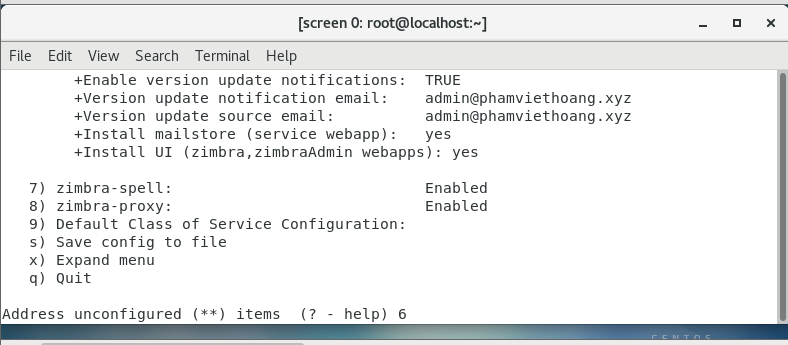 [screen 0: root@localhost:~]
File Edit View Search Terminal Help
+Enable version update notifications: TRUE
+Version update notification email: admin@phamviethoang.xyz
+Version update source email: admin@phamviethoang.xyz
+Install mailstore (service webapp): yes
+Install UI (zimbra,zimbraAdmin webapps): yes
7) zimbra-spell: Enabled
8) zimbra-proxy: Enabled
9) Default Class of Service Configuration:
s) Save config to file
x) Expand menu
q) Quit
Address unconfigured (**) items (? - help) 6
CENTOS